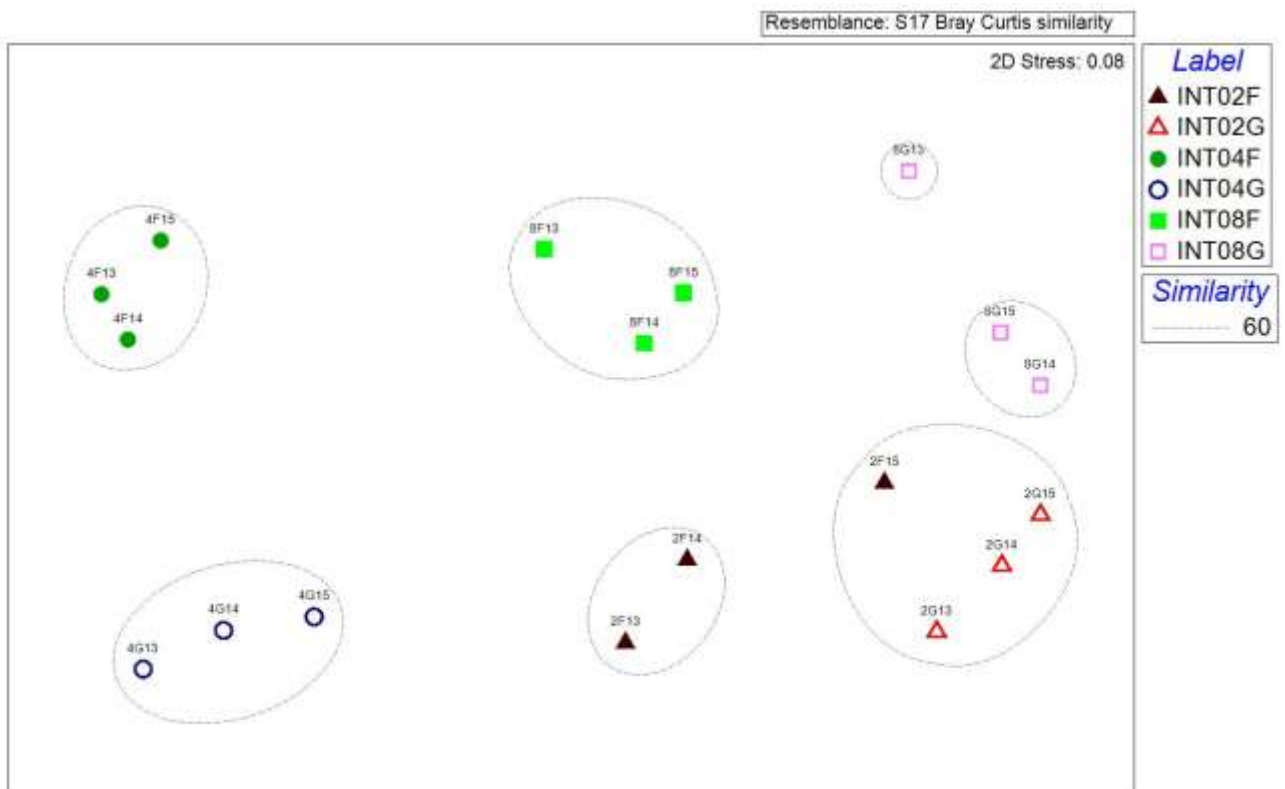 Resemblance: S17 Bray Curtis similarity
2D Stress: 0.08
Label
INT02F
INT02G
INT04F
INT04G
INT08F
INT08G
Similarity
60
8G13
4F15
8F13
4F13
8F15
8G15
4F14
8F14
8G14
2F15
2G15
2F14
2G14
4G15
4G14
2F13
2G13
4G13